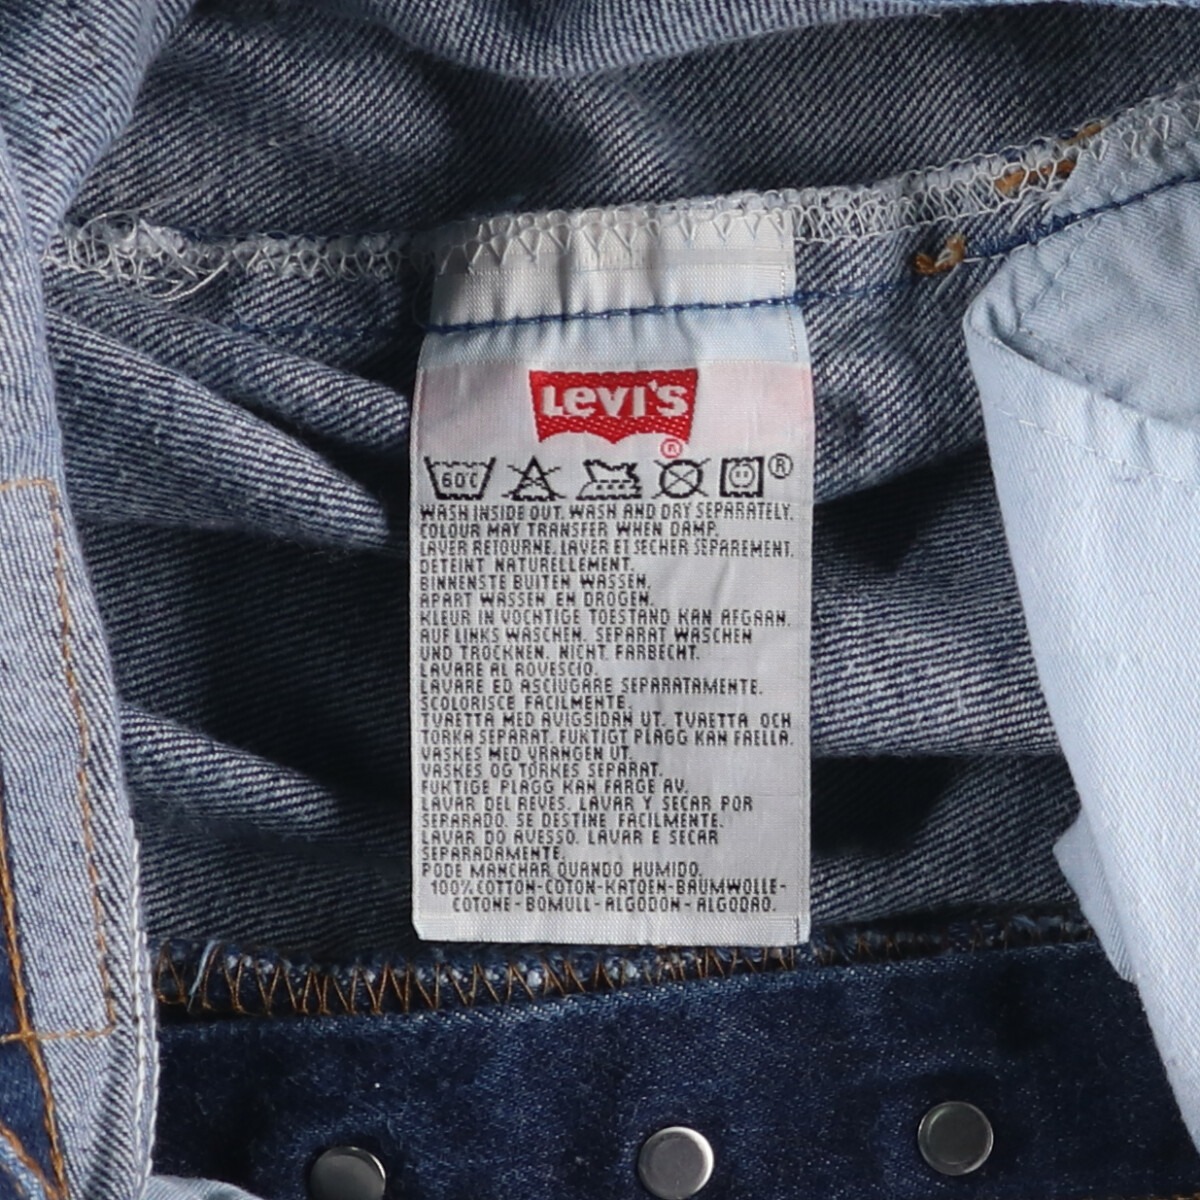 LEVI'S
®
60°C
®
WASH INSIDE OUT. WASH AND DRY SEPARATELY.
COLOUR MAY TRANSFER WHEN DAMP.
LAVER RETOURNE. LAVER ET SECHER SEPAREMENT.
DETEINT NATURELLEMENT.
BINNENSTE BUITEN WASSEN.
APART WASSEN EN DROGEN.
KLEUR IN VOCHTIGE TOESTAND KAN AFGAAN.
AUF LINKS WASCHEN. SEPARAT WASCHEN
UND TROCKNEN. NICHT FARBECHT.
LAVARE AL ROVESCIO.
LAVARE ED ASCIUGARE SEPARATAMENTE.
SCOLORISCE FACILMENTE.
TVAETTA MED AVIGSIDAN UT. TVAETTA OCH
TORKA SEPARAT. FUKTIGT PLAGG KAN FAELLA.
VASKES MED VRANGEN UT.
VASKES OG TORKES SEPARAT.
FUKTIGE PLAGG KAN FARGE AV.
LAVAR DEL REVES. LAVAR Y SECAR POR
SEPARADO. SE DESTINE FACILMENTE.
LAVAR DO AVESSO. LAVAR E SECAR
SEPARADAMENTE.
PODE MANCHAR QUANDO HUMIDO.
100% COTTON-COTON-KATOEN-BAUMWOLLE-
COTONE-BOMULL-ALGODON-ALGODAO.